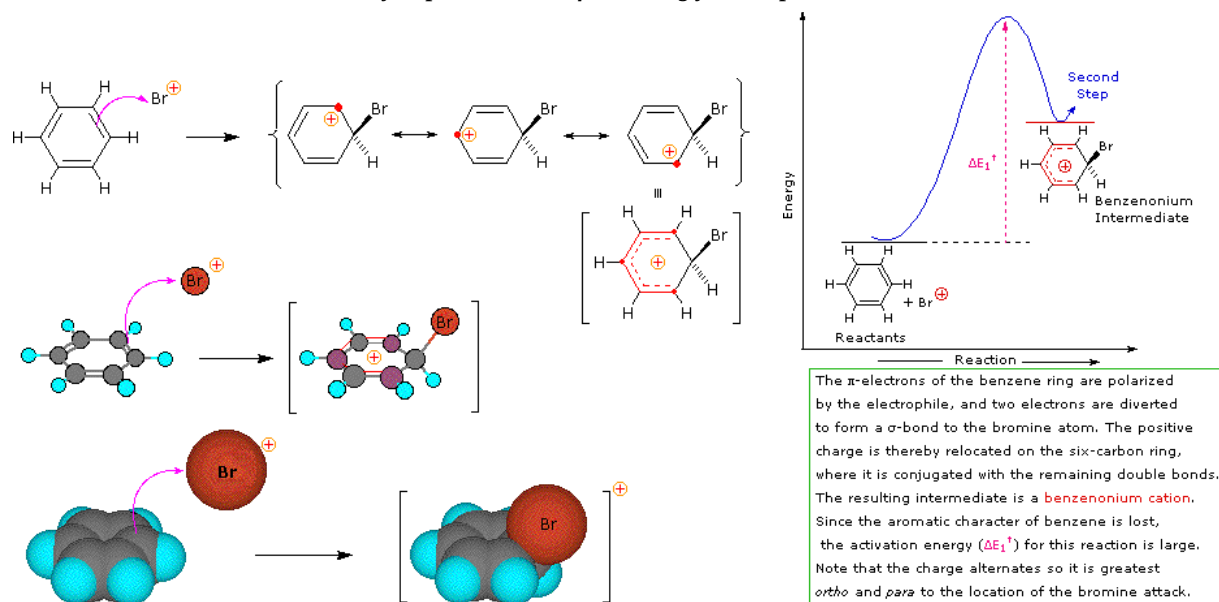 H H
Br⊕
H H
H H
Br
⊕
H
Br
⊕
H
Br
⊕
H
≡
H H
Br
H ⊕
H
H H
Br ⊕
Br
⊕
Br ⊕
Br ⊕
Energy
ΔE₁†
Second
Step
H H
Br
H ⊕
H
H H
Benzenonium
Intermediate
H H
H H
H H
+ Br⊕
Reactants
Reaction
The π-electrons of the benzene ring are polarized
by the electrophile, and two electrons are diverted
to form a σ-bond to the bromine atom. The positive
charge is thereby relocated on the six-carbon ring,
where it is conjugated with the remaining double bonds.
The resulting intermediate is a benzenonium cation.
Since the aromatic character of benzene is lost,
the activation energy (ΔE₁†) for this reaction is large.
Note that the charge alternates so it is greatest
ortho and para to the location of the bromine attack.